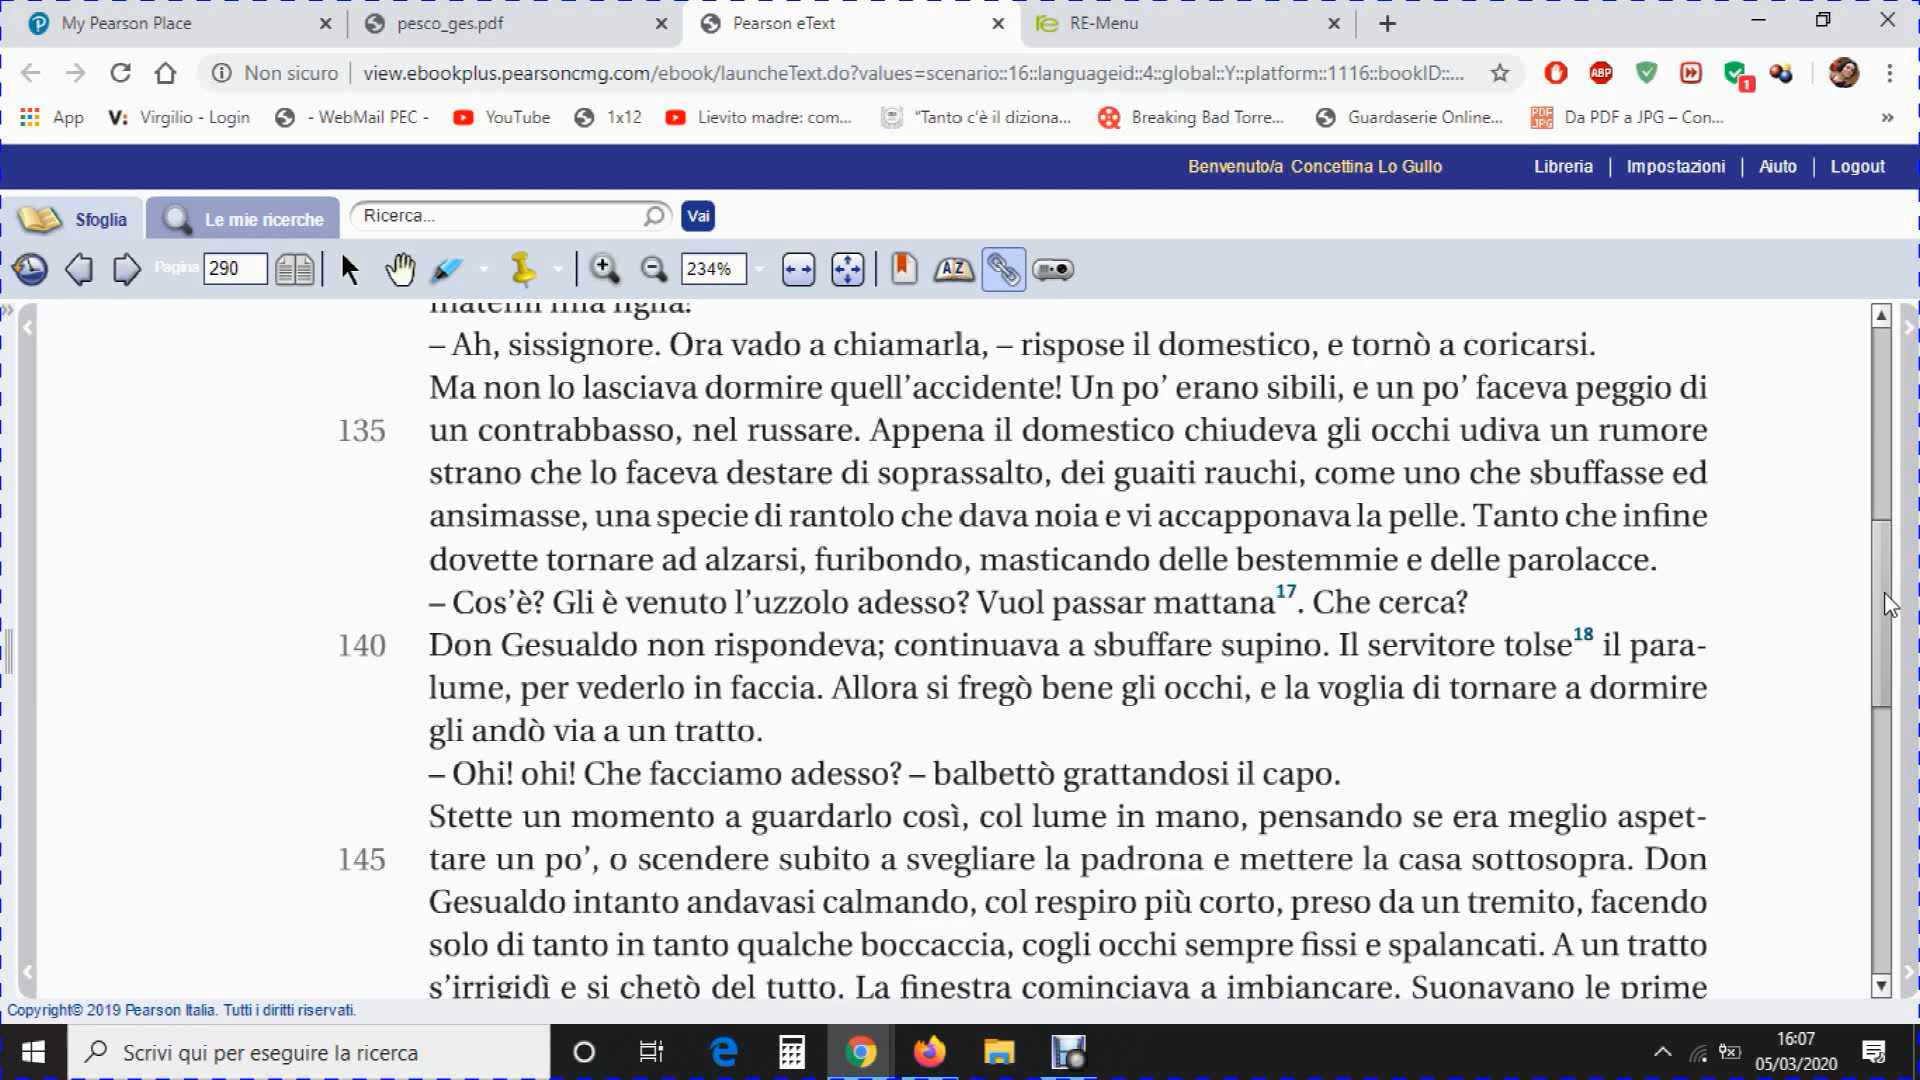 My Pearson Place
pesco_ges.pdf
Pearson eText
RE-Menu
Non sicuro
view.ebookplus.pearsoncmg.com/ebook/launcheText.do?values=scenario::16::languageid::4::global::Y::platform::1116::bookID::...
ABP
1
App
Virgilio - Login
- WebMail PEC -
YouTube
1x12
Lievito madre: com...
"Tanto c'è il diziona...
Breaking Bad Torre...
Guardaserie Online...
Da PDF a JPG – Con...
Benvenuto/a Concettina Lo Gullo
Libreria | Impostazioni | Aiuto | Logout
Sfoglia
Le mie ricerche
Ricerca...
Vai
Pagina 290
234%
AZ
– Ah, sissignore. Ora vado a chiamarla, – rispose il domestico, e tornò a coricarsi.
Ma non lo lasciava dormire quell'accidente! Un po' erano sibili, e un po' faceva peggio di
135 un contrabbasso, nel russare. Appena il domestico chiudeva gli occhi udiva un rumore
strano che lo faceva destare di soprassalto, dei guaiti rauchi, come uno che sbuffasse ed
ansimasse, una specie di rantolo che dava noia e vi accapponava la pelle. Tanto che infine
dovette tornare ad alzarsi, furibondo, masticando delle bestemmie e delle parolacce.
– Cos'è? Gli è venuto l'uzzolo adesso? Vuol passar mattana17. Che cerca?
140 Don Gesualdo non rispondeva; continuava a sbuffare supino. Il servitore tolse18 il para-
lume, per vederlo in faccia. Allora si fregò bene gli occhi, e la voglia di tornare a dormire
gli andò via a un tratto.
– Ohi! ohi! Che facciamo adesso? – balbettò grattandosi il capo.
Stette un momento a guardarlo così, col lume in mano, pensando se era meglio aspet-
145 tare un po', o scendere subito a svegliare la padrona e mettere la casa sottosopra. Don
Gesualdo intanto andavasi calmando, col respiro più corto, preso da un tremito, facendo
solo di tanto in tanto qualche boccaccia, cogli occhi sempre fissi e spalancati. A un tratto
s'irrigidì e si chetò del tutto. La finestra cominciava a imbiancare. Suonavano le prime
Copyright© 2019 Pearson Italia. Tutti i diritti riservati.
Scrivi qui per eseguire la ricerca
16:07
05/03/2020